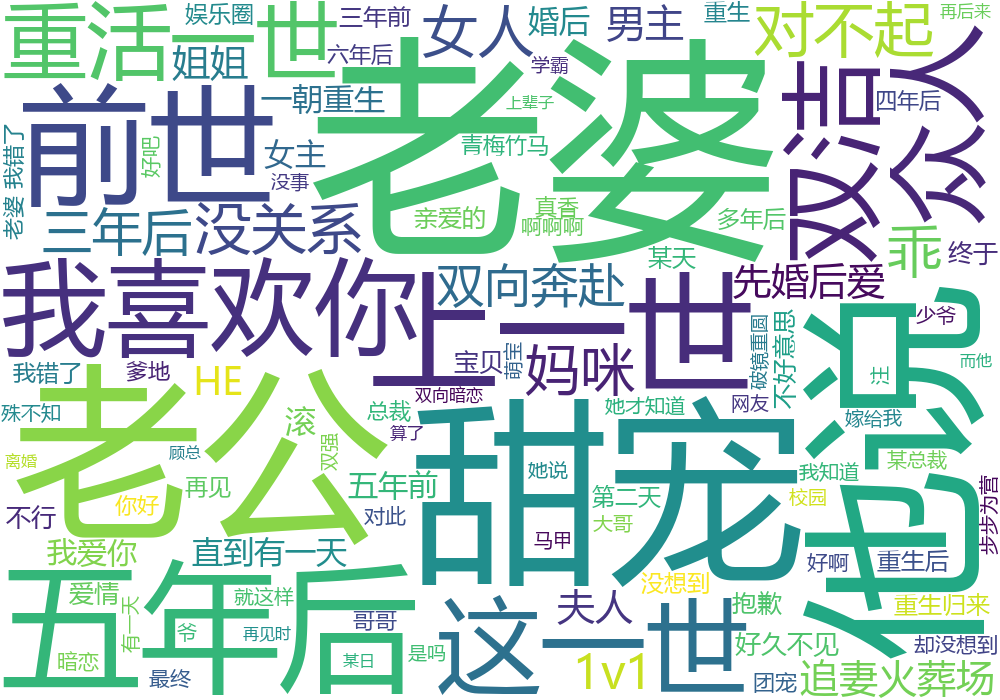 重活一世
娱乐圈
三年前
女人
婚后
男主
重生
对不起
再后来
姐姐
六年后
学霸
老婆
前世
一朝重生
上辈子
双洁
众人
四年后
我错了
老婆
好吧
女主
没事
青梅竹马
三年后
没关系
亲爱的
真香
啊啊啊
多年后
乖
终于
某天
我喜欢你
上一世
双向奔赴
先婚后爱
他说
少爷
宝贝
萌宝
妈咪
破镜重圆
不好意思
注
而他
我错了
爹地
HE
双向暗恋
殊不知
老公
滚
总裁
算了
甜宠
她才知道
网友
嫁给我
顾总
双强
离婚
再见
五年前
她说
我知道
某总裁
你好
第二天
校园
步步为营
不行
对此
大哥
马甲
我爱你
直到有一天
好啊
重生后
五年后
爱情
就这样
没想到
有一天
哥哥
这一世
夫人
抱歉
重生归来
爷
再见时
好久不见
却没想到
暗恋
某日
是吗
最终
1v1
团宠
追妻火葬场